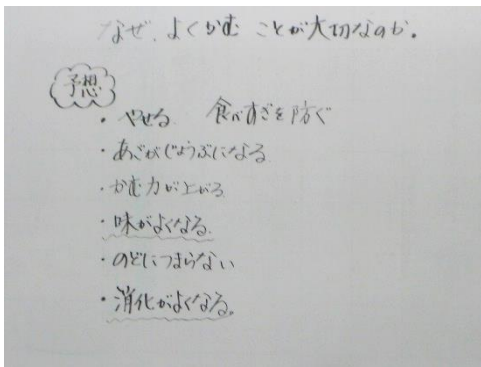 なぜ、よくかむ ことが大切なのか。
予想
・やせる 食べすぎを防ぐ
・あごがじょうぶになる
・かむ力が上がる
・味がよくなる。
・のどにつまらない
・消化がよくなる。